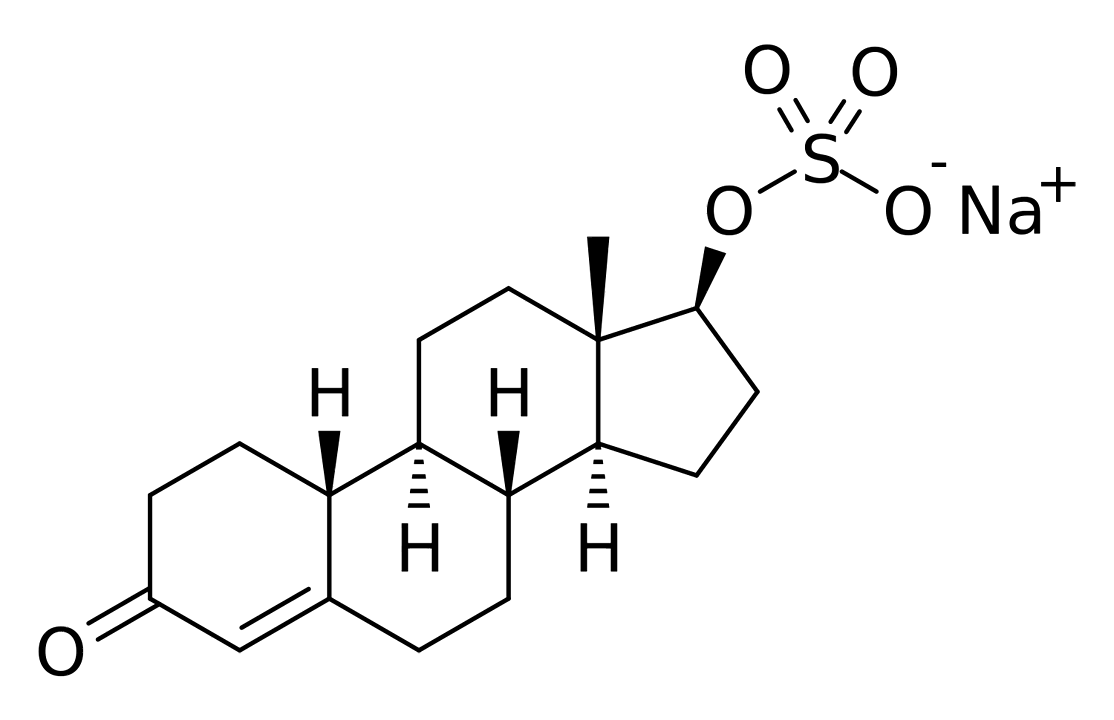 O O
S
O O - Na +
H H
H H
O